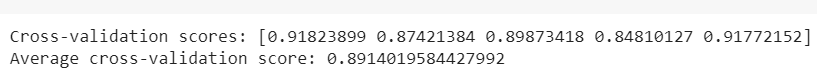 Cross-validation scores: [0.91823899 0.87421384 0.89873418 0.84810127 0.91772152]
Average cross-validation score: 0.8914019584427992